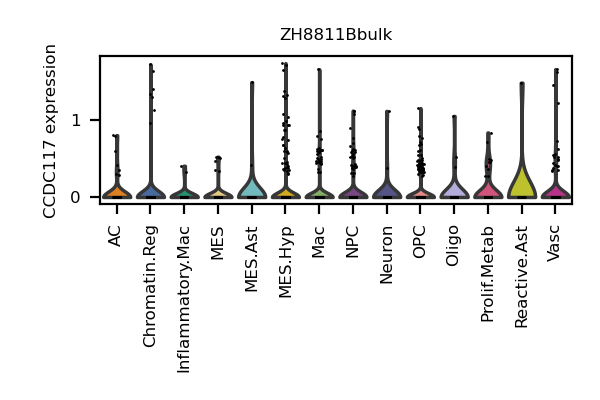 ZH8811Bbulk
CCDC117 expression
1
0
AC
Chromatin.Reg
Inflammatory.Mac
MES
MES.Ast
MES.Hyp
Mac
NPC
Neuron
OPC
Oligo
Prolif.Metab
Reactive.Ast
Vasc